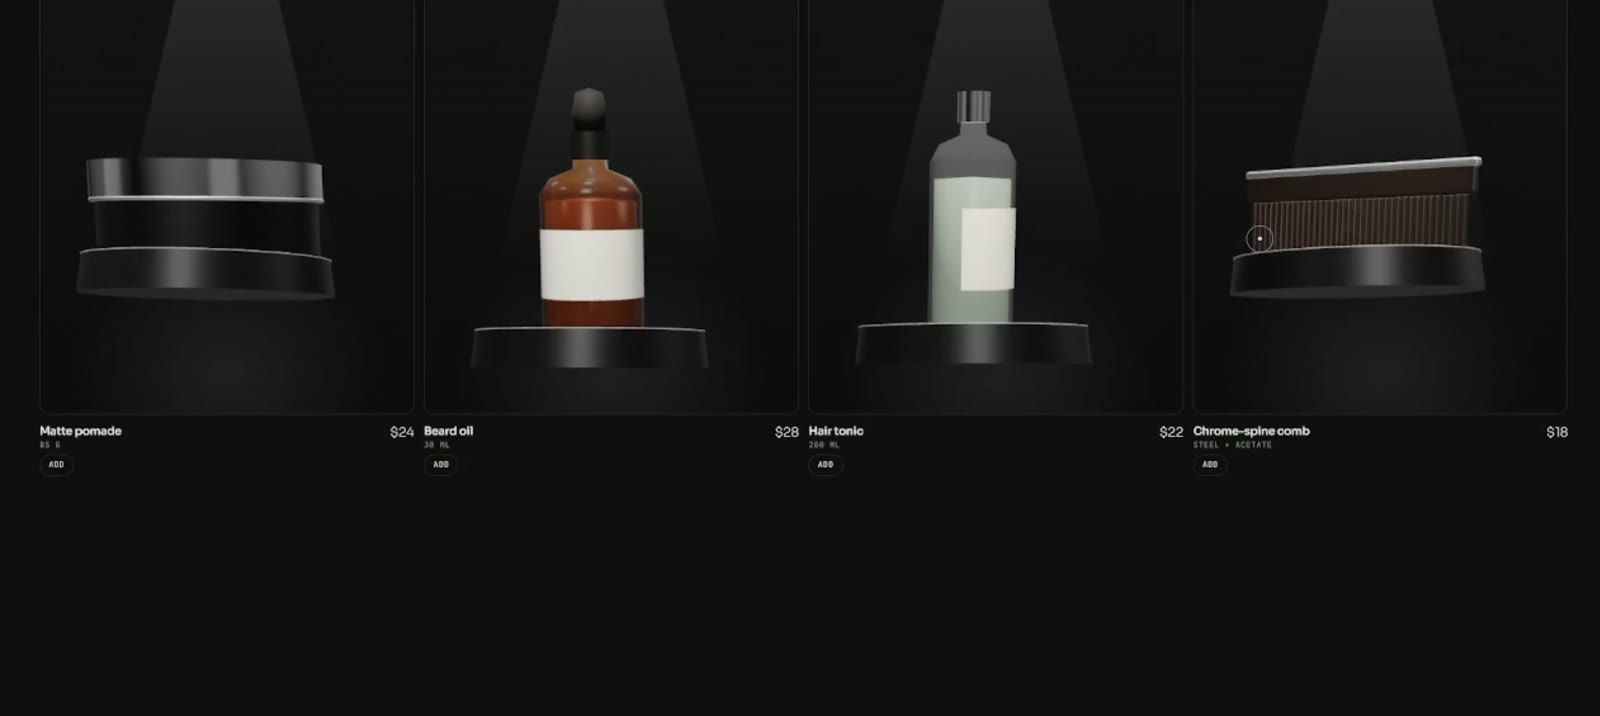 Matte pomade
$24
85 G
ADD
Beard oil
$28
30 ML
ADD
Hair tonic
$22
200 ML
ADD
Chrome-spine comb
$18
STEEL + ACETATE
ADD